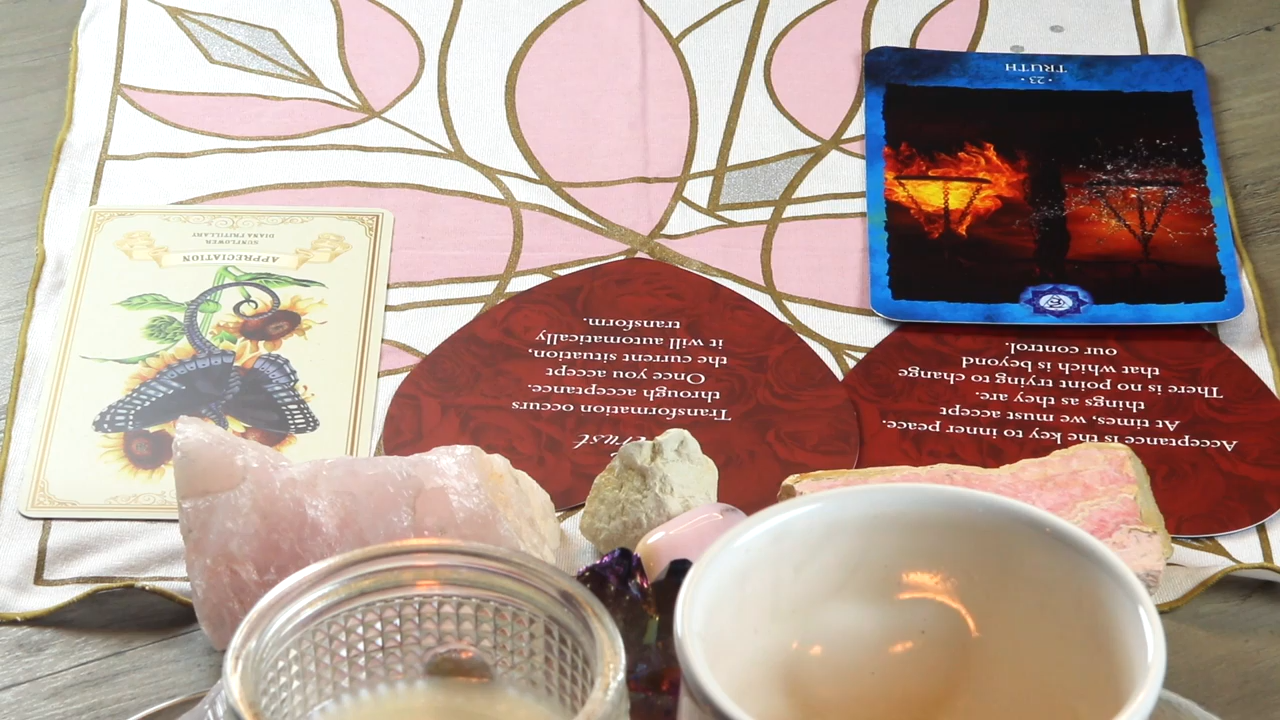 APPRECIATION
SUNFLOWER
DIANA FRITILLARY
Trust
Transformation occurs
through acceptance.
Once you accept
the current situation,
it will automatically
transform.
Acceptance is the key to inner peace.
At times, we must accept
things as they are.
There is no point trying to change
that which is beyond
our control.
• 23 •
TRUTH